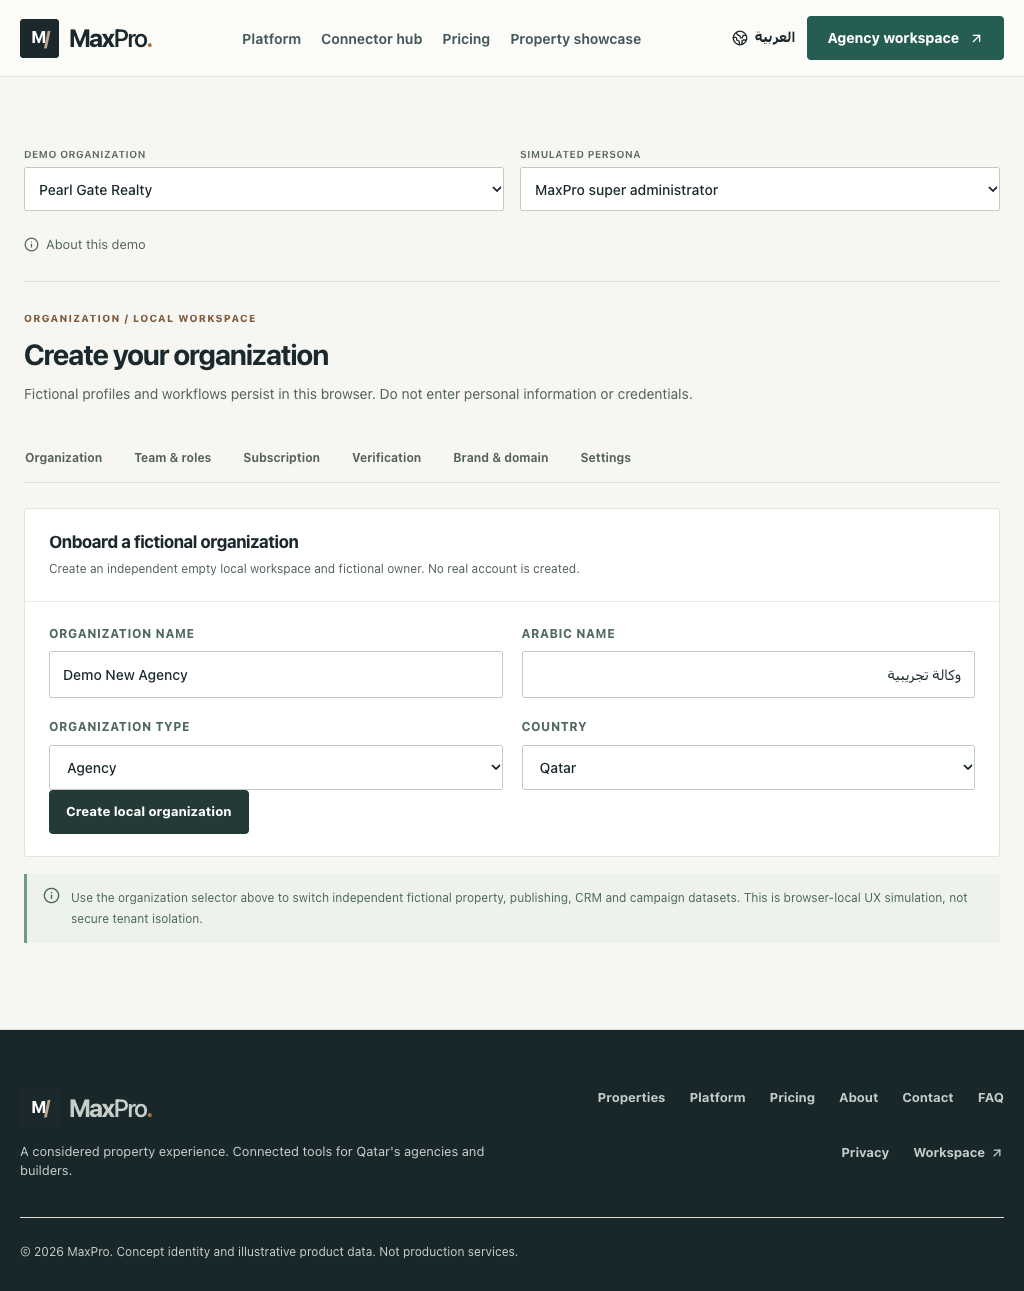 M/ MaxPro.
Platform Connector hub Pricing Property showcase
العربية
Agency workspace
DEMO ORGANIZATION
Pearl Gate Realty
SIMULATED PERSONA
MaxPro super administrator
About this demo
ORGANIZATION / LOCAL WORKSPACE
Create your organization
Fictional profiles and workflows persist in this browser. Do not enter personal information or credentials.
Organization Team & roles Subscription Verification Brand & domain Settings
Onboard a fictional organization
Create an independent empty local workspace and fictional owner. No real account is created.
ORGANIZATION NAME
Demo New Agency
ARABIC NAME
وكالة تجريبية
ORGANIZATION TYPE
Agency
COUNTRY
Qatar
Create local organization
Use the organization selector above to switch independent fictional property, publishing, CRM and campaign datasets. This is browser-local UX simulation, not
secure tenant isolation.
M/ MaxPro.
A considered property experience. Connected tools for Qatar's agencies and
builders.
Properties Platform Pricing About Contact FAQ
Privacy Workspace
© 2026 MaxPro. Concept identity and illustrative product data. Not production services.